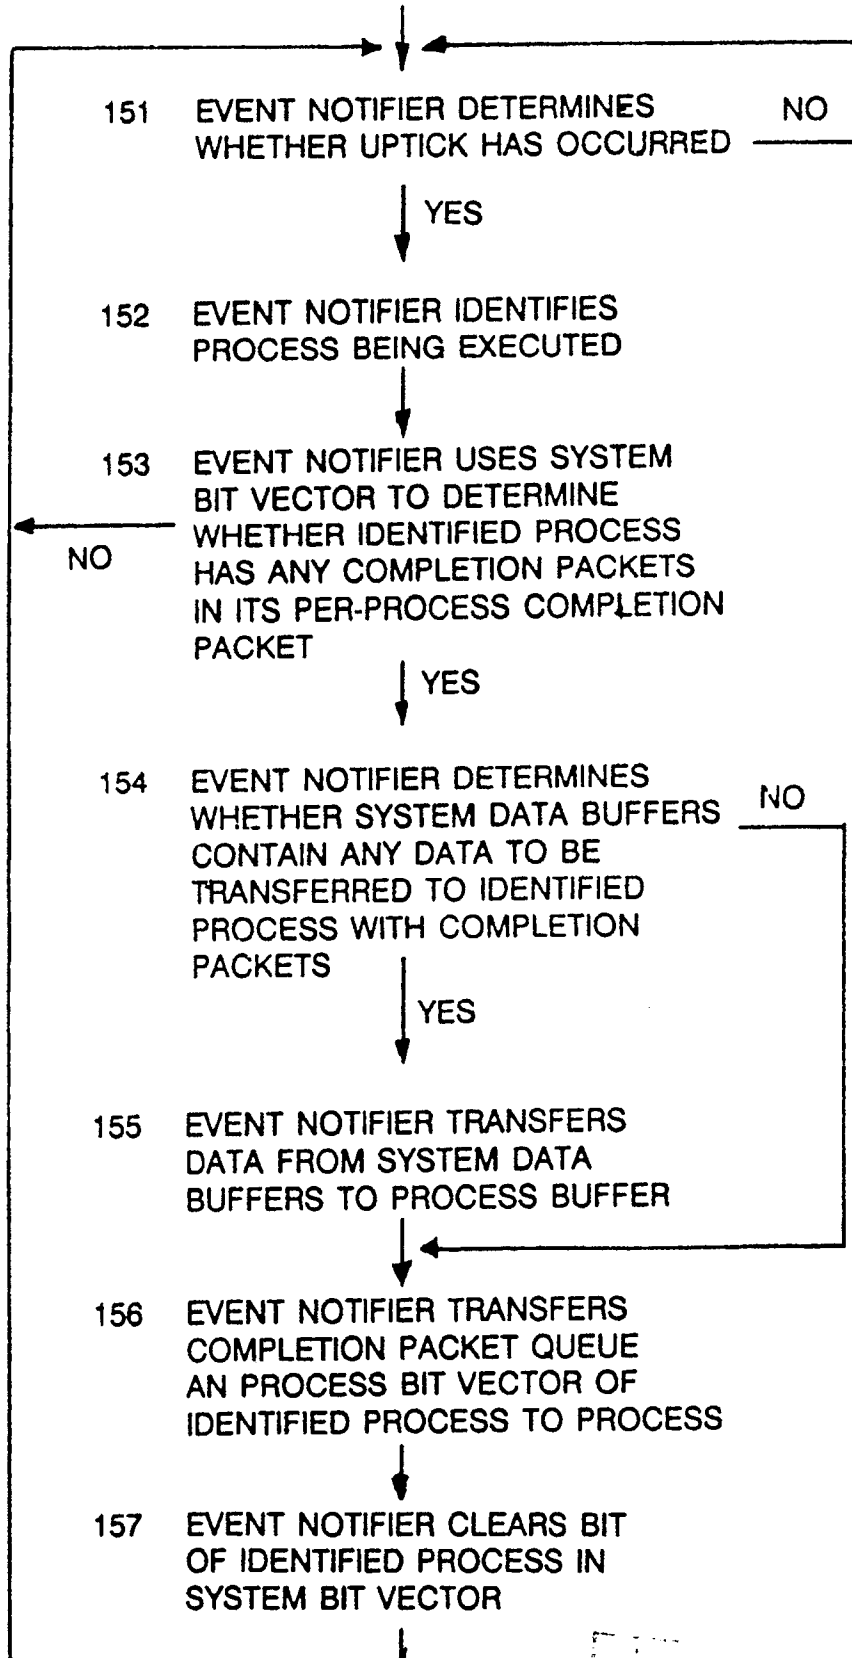 151 EVENT NOTIFIER DETERMINES NO
WHETHER UPTICK HAS OCCURRED
YES
152 EVENT NOTIFIER IDENTIFIES
PROCESS BEING EXECUTED
153 EVENT NOTIFIER USES SYSTEM
BIT VECTOR TO DETERMINE
WHETHER IDENTIFIED PROCESS
NO
HAS ANY COMPLETION PACKETS
IN ITS PER-PROCESS COMPLETION
PACKET
YES
154 EVENT NOTIFIER DETERMINES
WHETHER SYSTEM DATA BUFFERS NO
CONTAIN ANY DATA TO BE
TRANSFERRED TO IDENTIFIED
PROCESS WITH COMPLETION
PACKETS
YES
155 EVENT NOTIFIER TRANSFERS
DATA FROM SYSTEM DATA
BUFFERS TO PROCESS BUFFER
156 EVENT NOTIFIER TRANSFERS
COMPLETION PACKET QUEUE
AN PROCESS BIT VECTOR OF
IDENTIFIED PROCESS TO PROCESS
157 EVENT NOTIFIER CLEARS BIT
OF IDENTIFIED PROCESS IN
SYSTEM BIT VECTOR